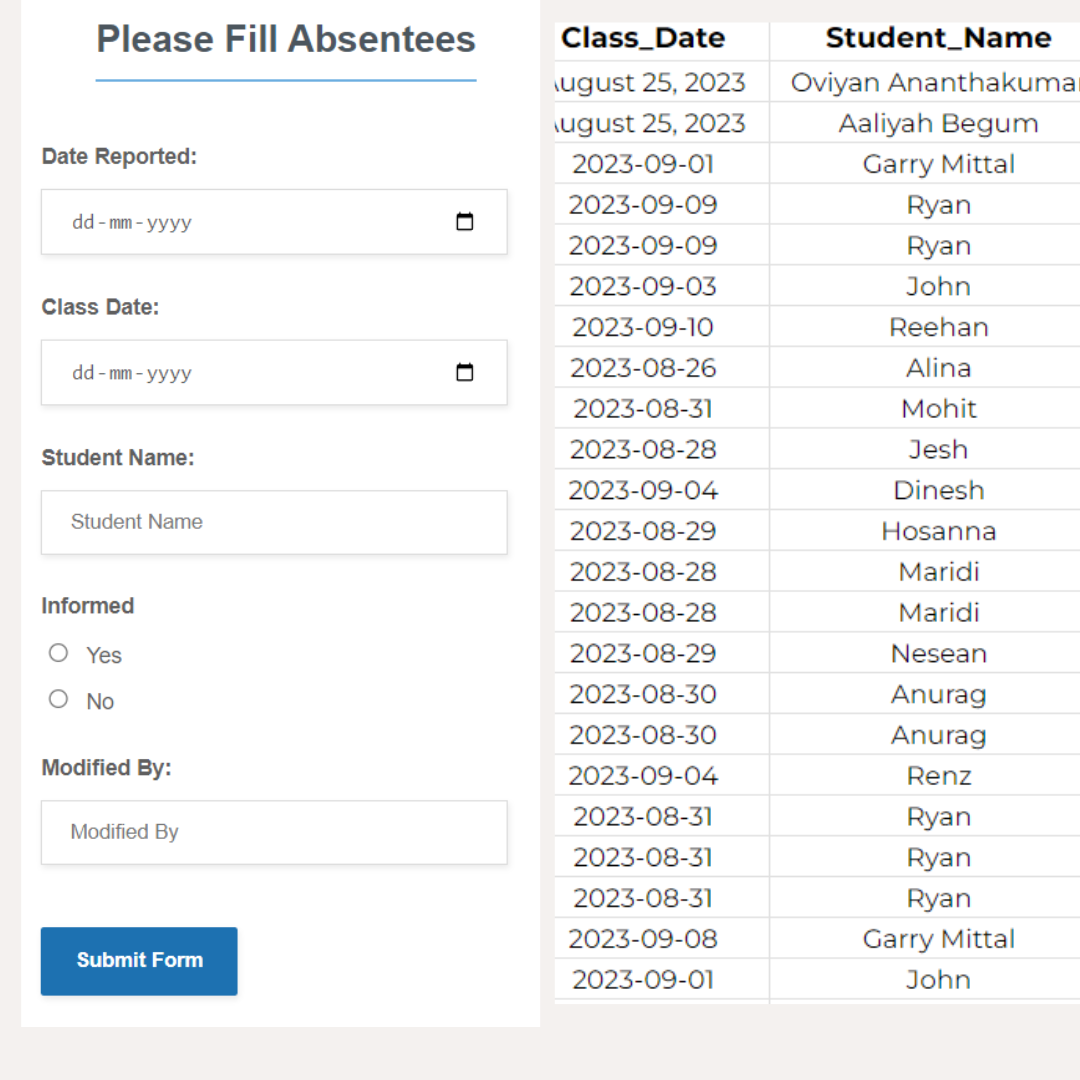 Please Fill Absentees
Date Reported:
dd-mm-yyyy
Class Date:
dd-mm-yyyy
Student Name:
Student Name
Informed
Yes
No
Modified By:
Modified By
Submit Form
Class_Date Student_Name
August 25, 2023 Oviyan Ananthakumar
August 25, 2023 Aaliyah Begum
2023-09-01 Garry Mittal
2023-09-09 Ryan
2023-09-09 Ryan
2023-09-03 John
2023-09-10 Reehan
2023-08-26 Alina
2023-08-31 Mohit
2023-08-28 Jesh
2023-09-04 Dinesh
2023-08-29 Hosanna
2023-08-28 Maridi
2023-08-28 Maridi
2023-08-29 Nesean
2023-08-30 Anurag
2023-08-30 Anurag
2023-09-04 Renz
2023-08-31 Ryan
2023-08-31 Ryan
2023-08-31 Ryan
2023-09-08 Garry Mittal
2023-09-01 John